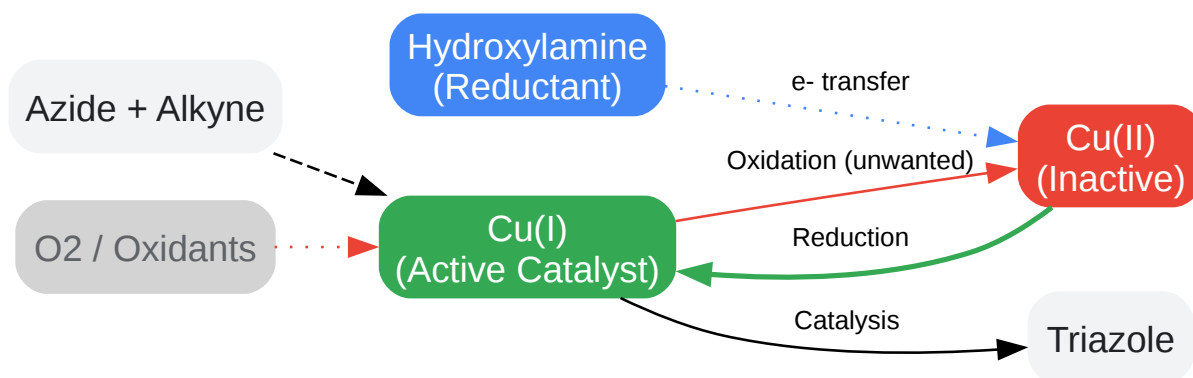 Hydroxylamine
(Reductant)
Azide + Alkyne
e- transfer
Cu(II)
(Inactive)
Oxidation (unwanted)
O2 / Oxidants
Cu(I)
(Active Catalyst)
Reduction
Catalysis
Triazole